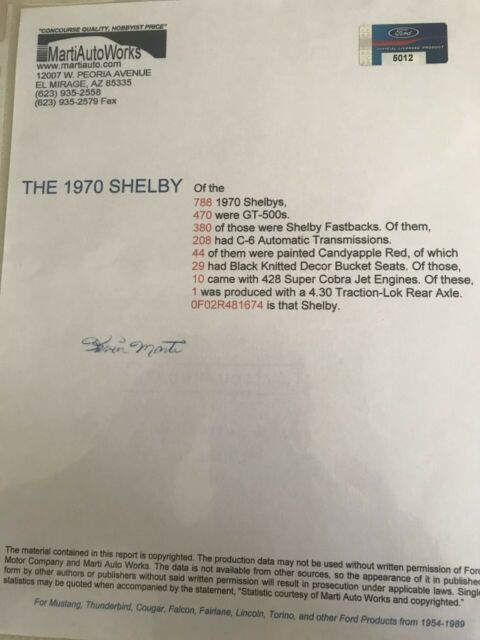 "CONCOURSE QUALITY, HOBBYIST PRICE"
MartiAutoWorks
www.martiauto.com
12007 W. PEORIA AVENUE
EL MIRAGE, AZ 85335
(623) 935-2558
(623) 935-2579 Fax
Ford
OFFICIAL LICENSED PRODUCT
5012
THE 1970 SHELBY Of the
788 1970 Shelbys,
470 were GT-500s.
380 of those were Shelby Fastbacks. Of them,
208 had C-6 Automatic Transmissions.
44 of them were painted Candyapple Red, of which
29 had Black Knitted Decor Bucket Seats. Of those,
10 came with 428 Super Cobra Jet Engines. Of these,
1 was produced with a 4.30 Traction-Lok Rear Axle.
0F02R481674 is that Shelby.
Kevin Marti
The material contained in this report is copyrighted. The production data may not be used without written permission of Ford
Motor Company and Marti Auto Works. The data is not available from other sources, so the appearance of it in published
form by other authors or publishers without said written permission will result in prosecution under applicable laws. Singl
statistics may be quoted when accompanied by the statement, "Statistic courtesy of Marti Auto Works and copyrighted."
For Mustang, Thunderbird, Cougar, Falcon, Fairlane, Lincoln, Torino, and other Ford Products from 1954-1989